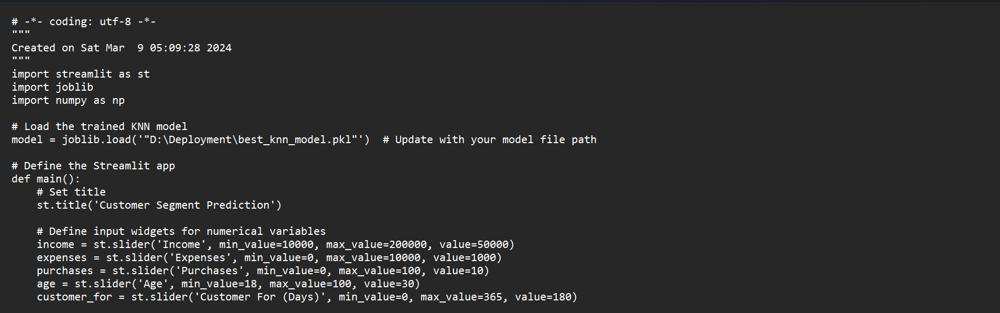 # -*- coding: utf-8 -*-
"""
Created on Sat Mar  9 05:09:28 2024
"""
import streamlit as st
import joblib
import numpy as np

# Load the trained KNN model
model = joblib.load('"D:\Deployment\best_knn_model.pkl"')  # Update with your model file path

# Define the Streamlit app
def main():
    # Set title
    st.title('Customer Segment Prediction')

    # Define input widgets for numerical variables
    income = st.slider('Income', min_value=10000, max_value=200000, value=50000)
    expenses = st.slider('Expenses', min_value=0, max_value=10000, value=1000)
    purchases = st.slider('Purchases', min_value=0, max_value=100, value=10)
    age = st.slider('Age', min_value=18, max_value=100, value=30)
    customer_for = st.slider('Customer For (Days)', min_value=0, max_value=365, value=180)